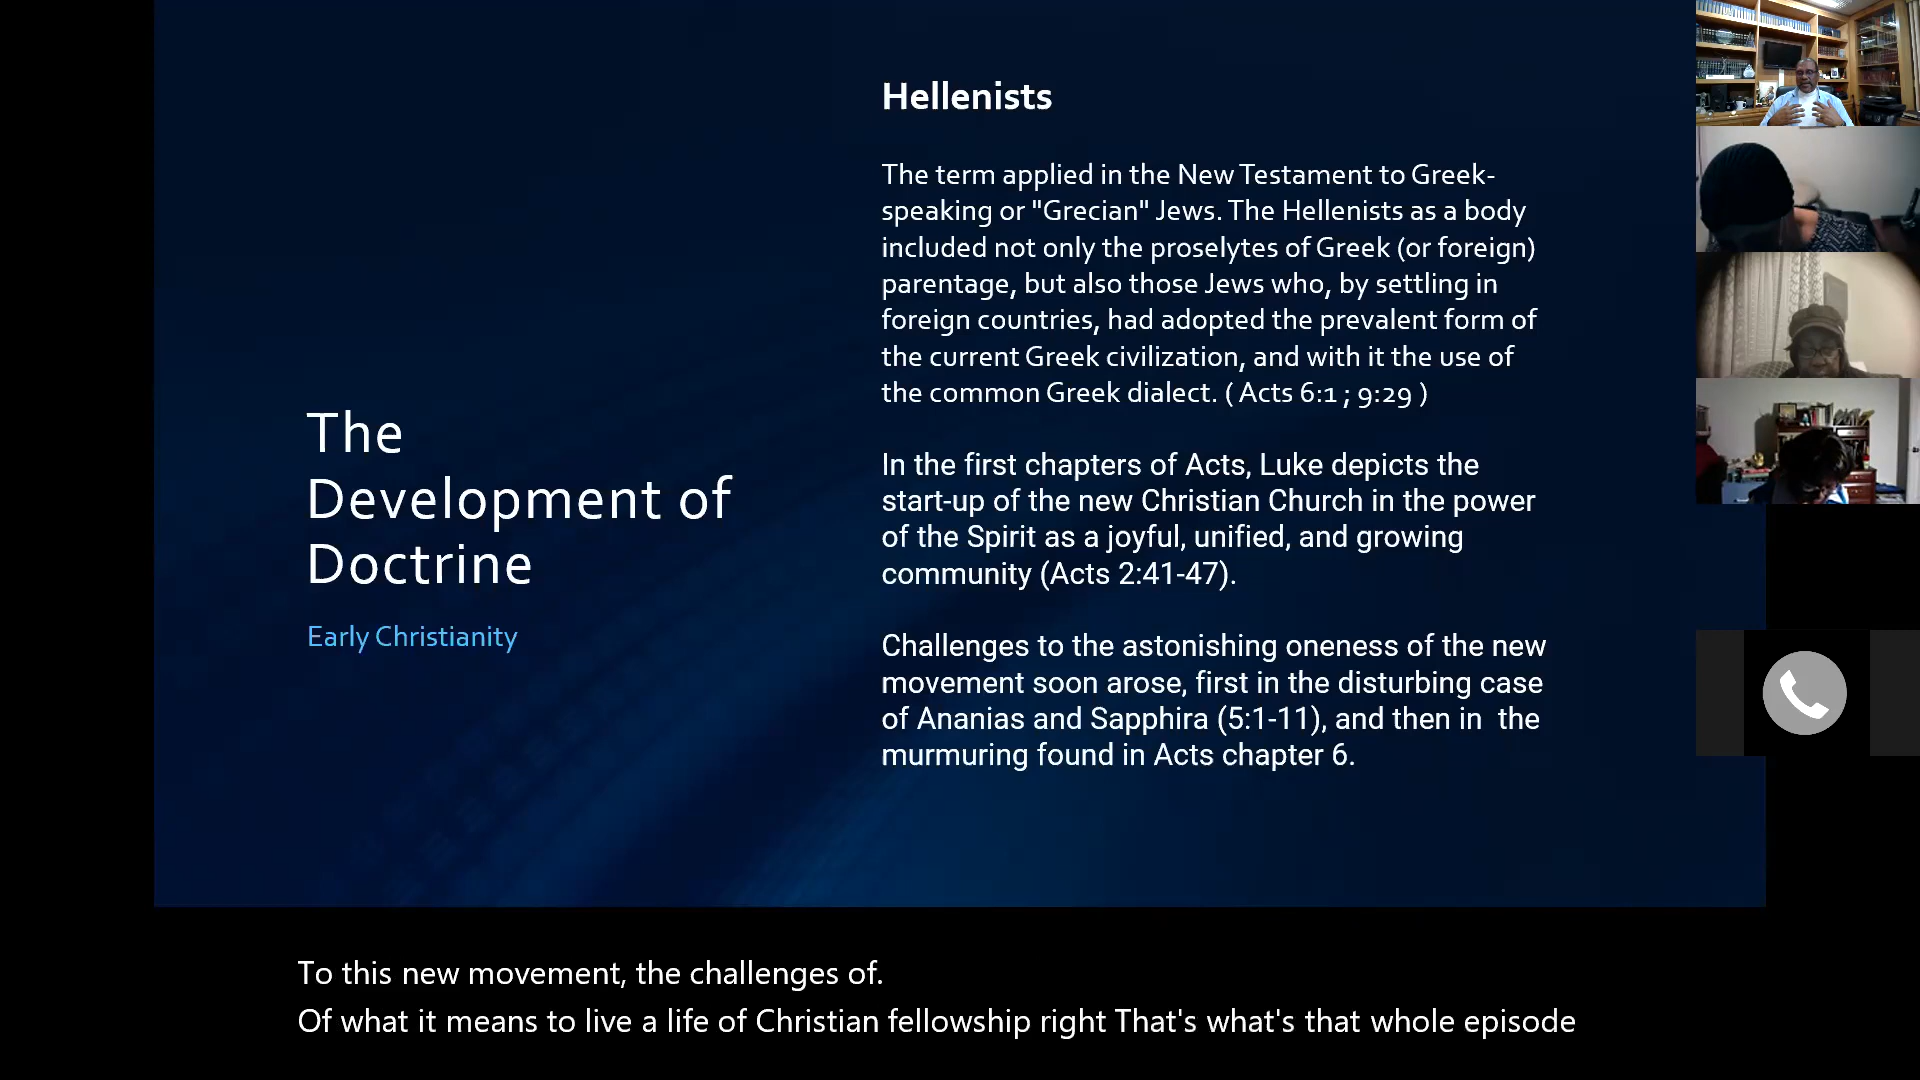 The
Development of
Doctrine
Early Christianity
Hellenists
The term applied in the New Testament to Greek-
speaking or "Grecian" Jews. The Hellenists as a body
included not only the proselytes of Greek (or foreign)
parentage, but also those Jews who, by settling in
foreign countries, had adopted the prevalent form of
the current Greek civilization, and with it the use of
the common Greek dialect. ( Acts 6:1 ; 9:29 )
In the first chapters of Acts, Luke depicts the
start-up of the new Christian Church in the power
of the Spirit as a joyful, unified, and growing
community (Acts 2:41-47).
Challenges to the astonishing oneness of the new
movement soon arose, first in the disturbing case
of Ananias and Sapphira (5:1-11), and then in  the
murmuring found in Acts chapter 6.
To this new movement, the challenges of.
Of what it means to live a life of Christian fellowship right That's what's that whole episode